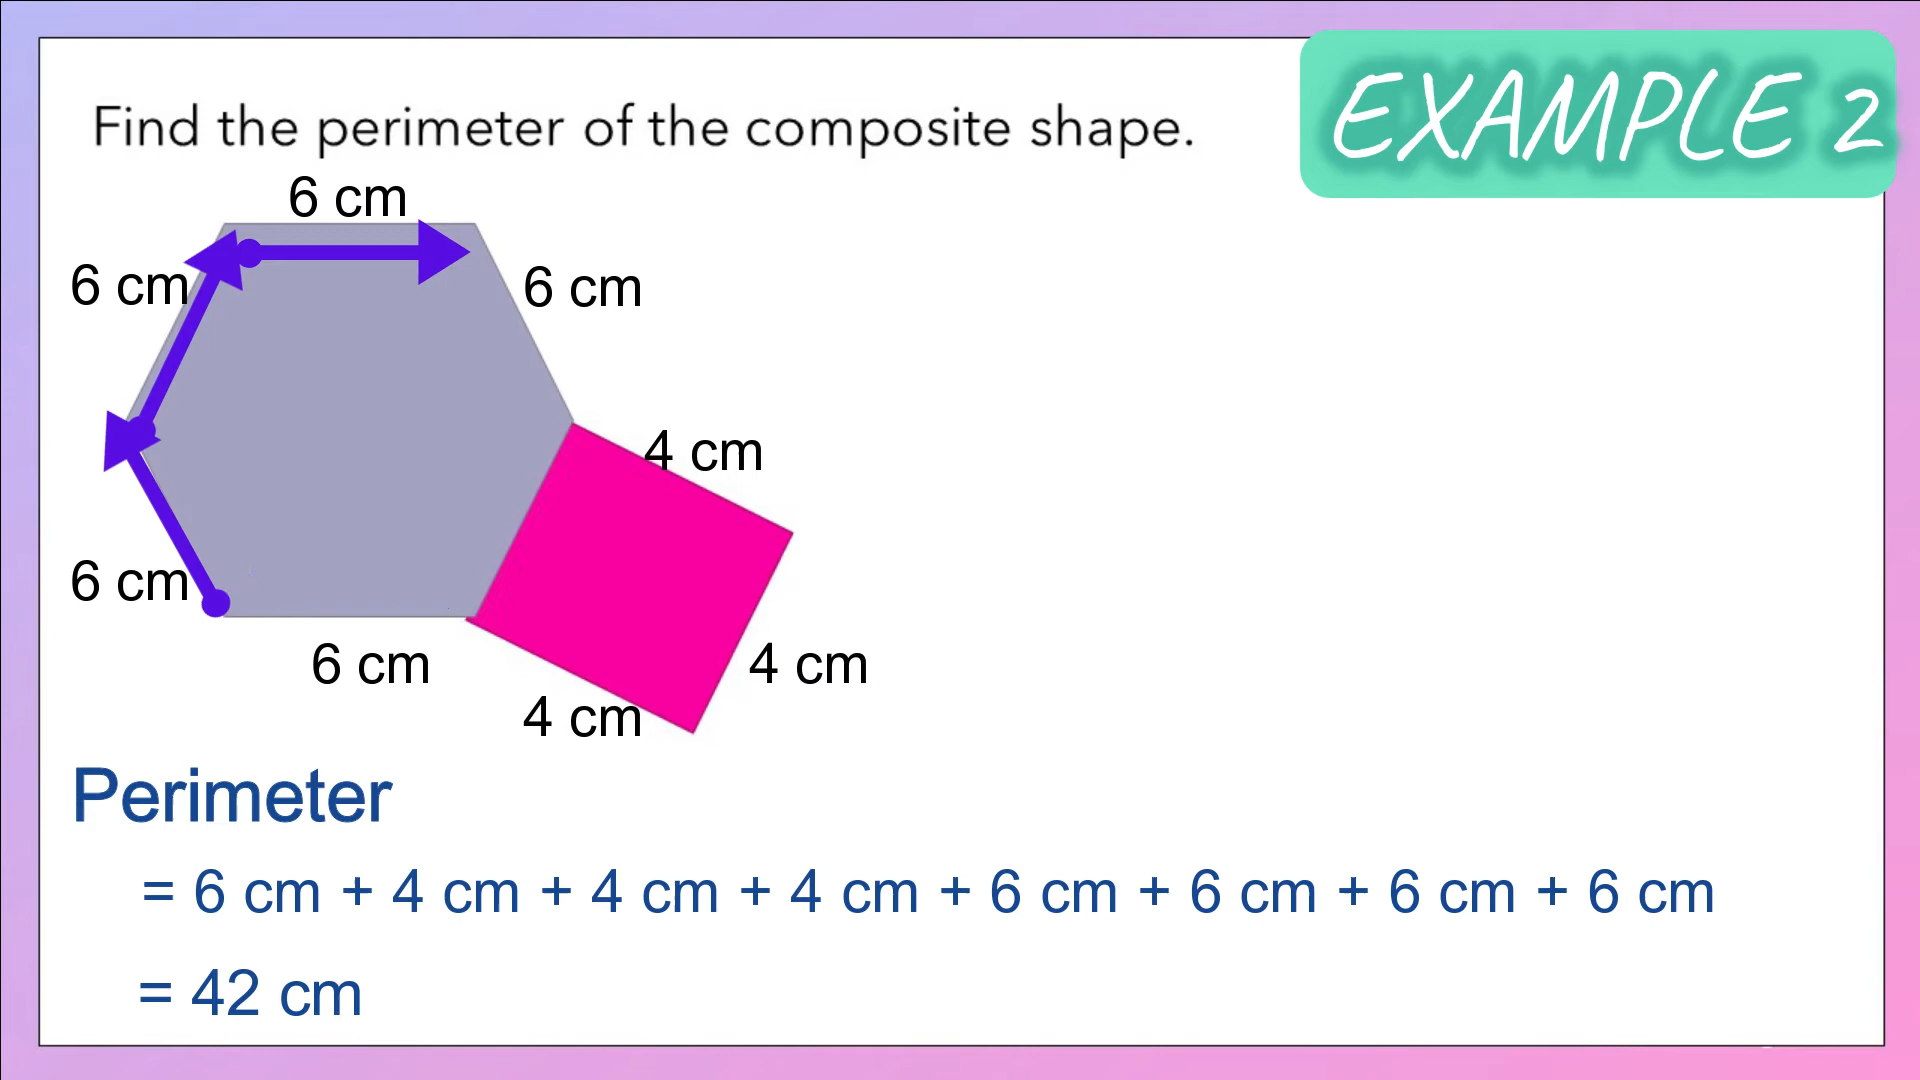 EXAMPLE 2
Find the perimeter of the composite shape.
6 cm
6 cm
6 cm
4 cm
6 cm
6 cm
4 cm
4 cm
Perimeter
= 6 cm + 4 cm + 4 cm + 4 cm + 6 cm + 6 cm + 6 cm + 6 cm
= 42 cm